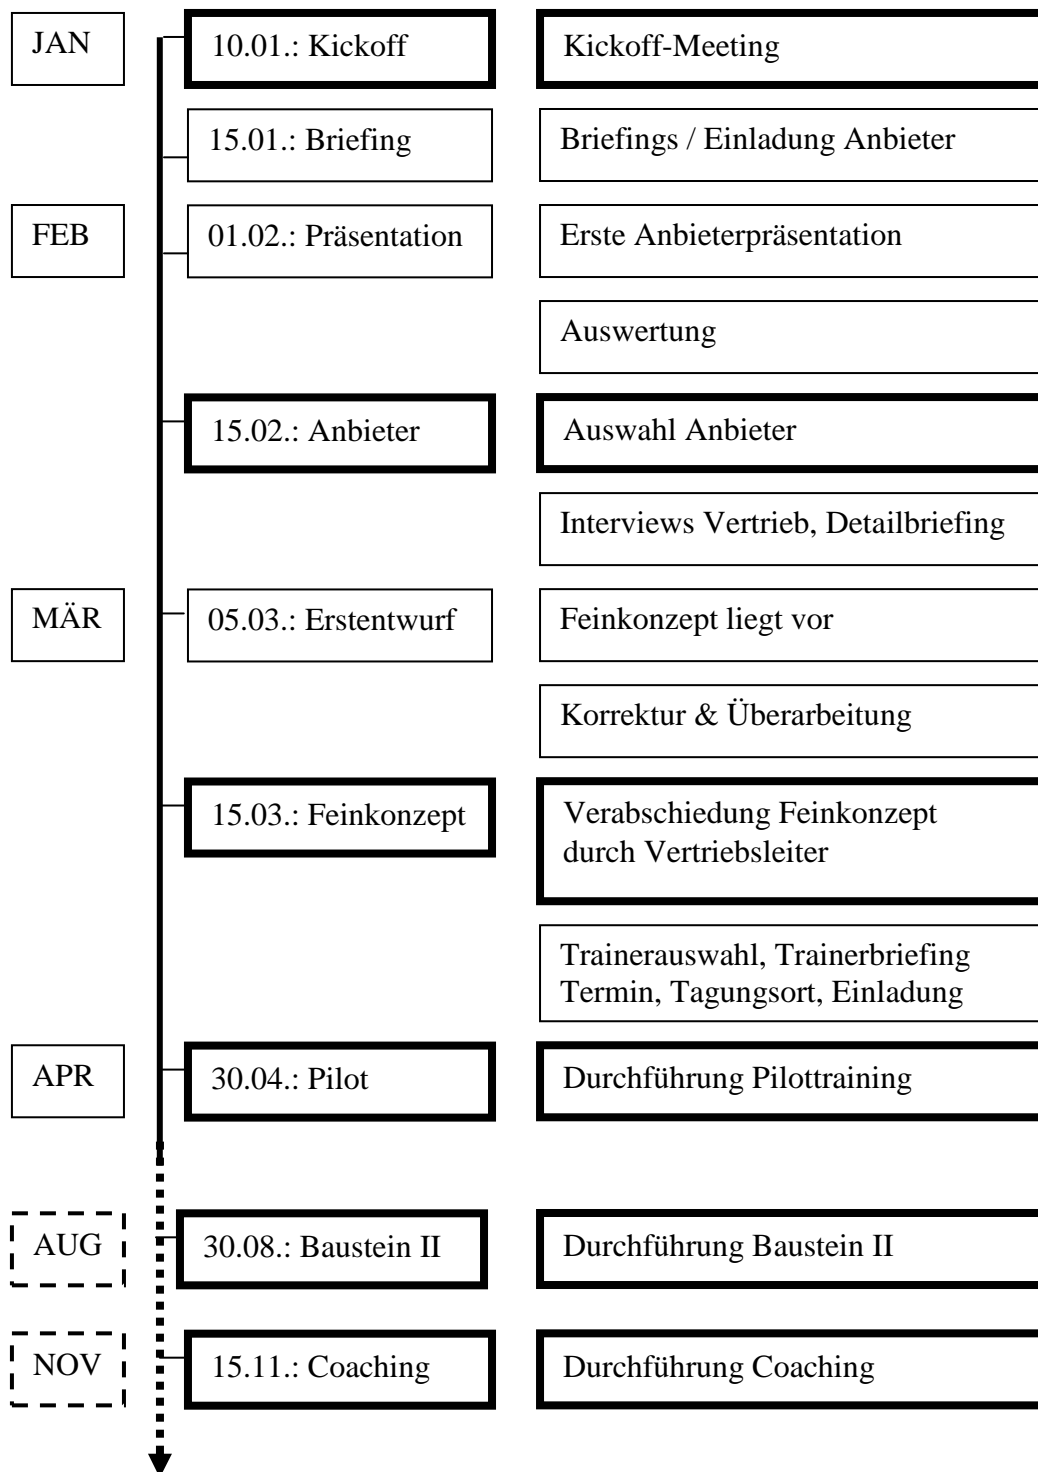 JAN
10.01.: Kickoff
Kickoff-Meeting
15.01.: Briefing
Briefings / Einladung Anbieter
FEB
01.02.: Präsentation
Erste Anbieterpräsentation
Auswertung
15.02.: Anbieter
Auswahl Anbieter
Interviews Vertrieb, Detailbriefing
MÄR
05.03.: Erstentwurf
Feinkonzept liegt vor
Korrektur & Überarbeitung
15.03.: Feinkonzept
Verabschiedung Feinkonzept
durch Vertriebsleiter
Trainerauswahl, Trainerbriefing
Termin, Tagungsort, Einladung
APR
30.04.: Pilot
Durchführung Pilottraining
AUG
30.08.: Baustein II
Durchführung Baustein II
NOV
15.11.: Coaching
Durchführung Coaching